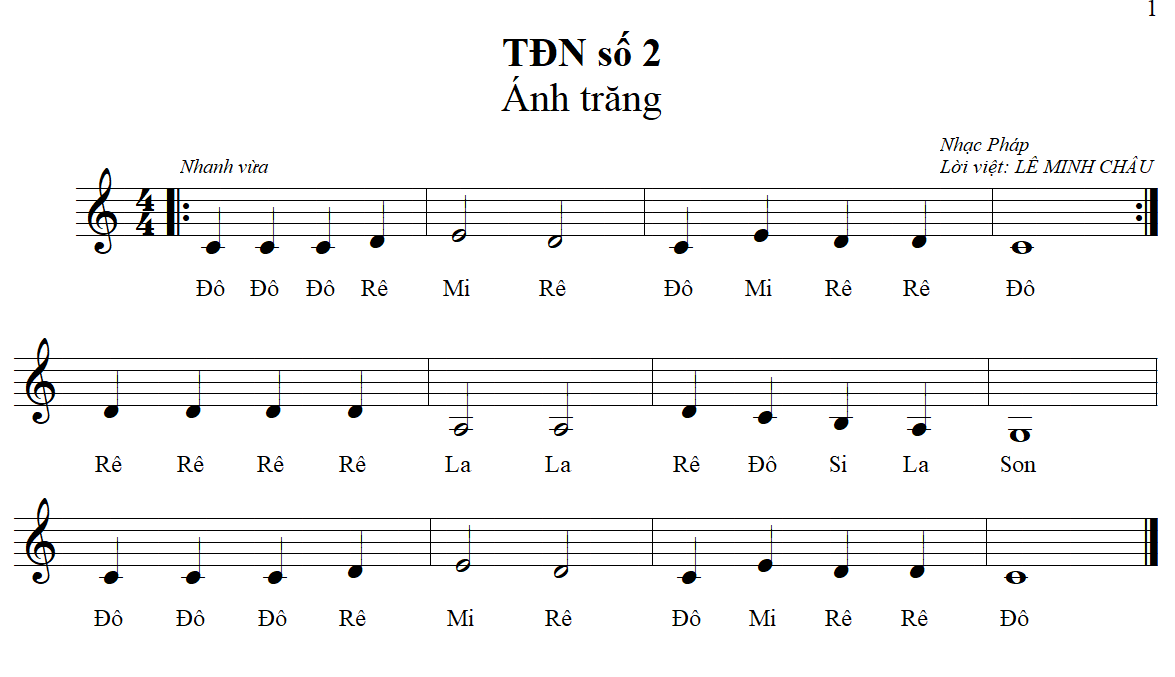 1
TĐN số 2
Ánh trăng
Nhạc Pháp
Nhanh vừa
Lời việt: LÊ MINH CHÂU
4
4
Đô Đô Đô Rê Mi Rê Đô Mi Rê Rê Đô
Rê Rê Rê Rê La La Rê Đô Si La Son
Đô Đô Đô Rê Mi Rê Đô Mi Rê Rê Đô